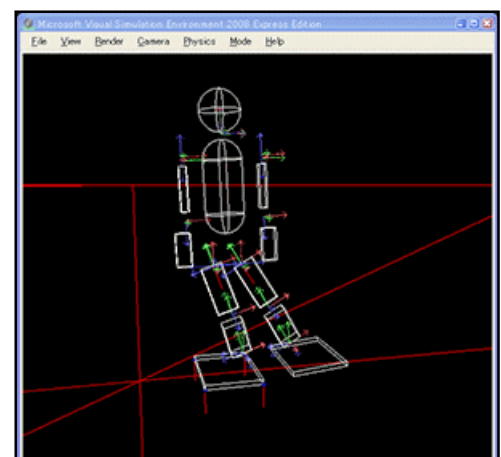 Microsoft Visual Simulation Environment 2008 Express Edition
File View Render Camera Physics Mode Help